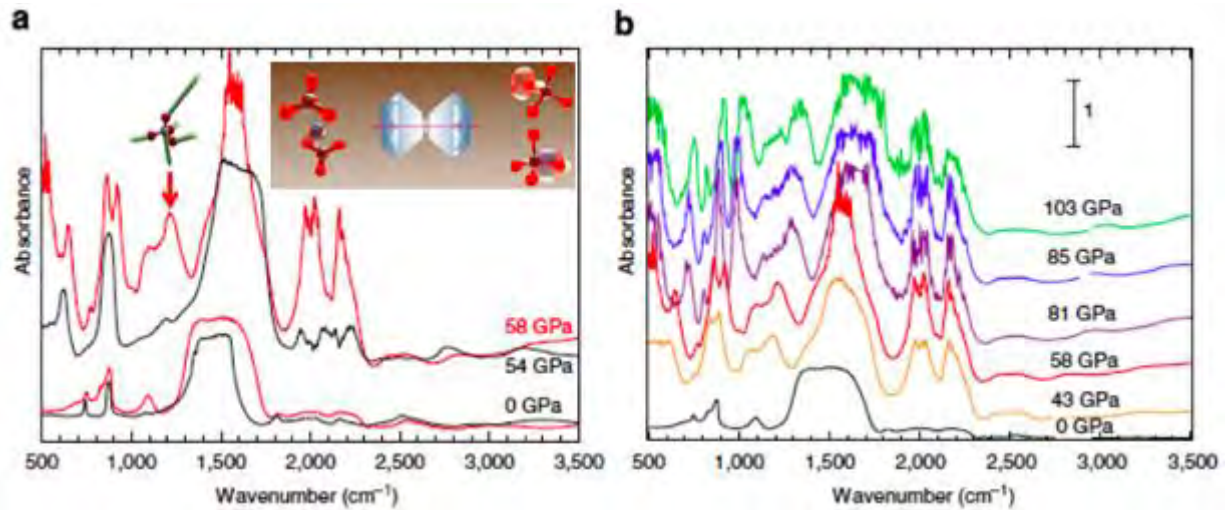 a
Absorbance
58 GPa
54 GPa
0 GPa
500 1,000 1,500 2,000 2,500 3,000 3,500
Wavenumber (cm⁻¹)
b
Absorbance
1
103 GPa
85 GPa
81 GPa
58 GPa
43 GPa
0 GPa
500 1,000 1,500 2,000 2,500 3,000 3,500
Wavenumber (cm⁻¹)